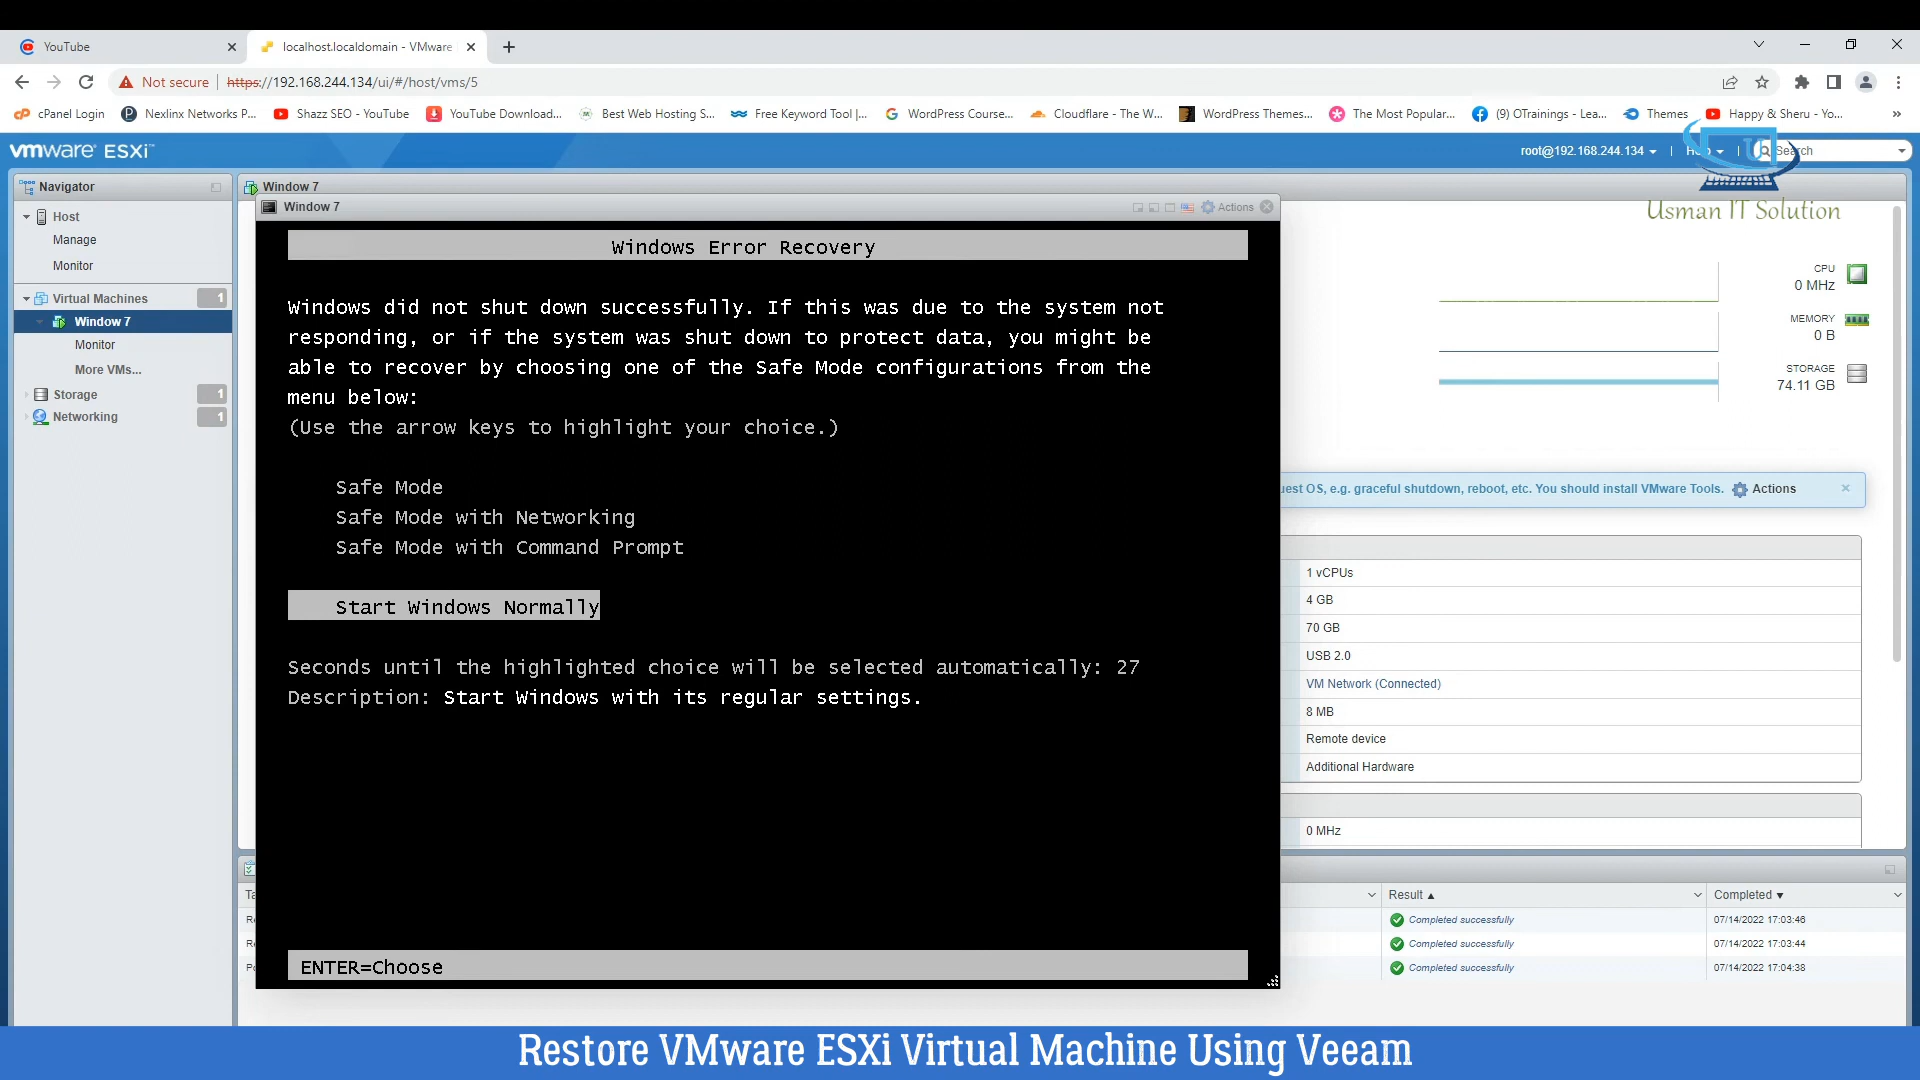 YouTube
localhost.localdomain - VMware
Not secure
https://192.168.244.134/ui/#/host/vms/5
cPanel Login
Nexlinx Networks P...
Shazz SEO - YouTube
YouTube Download...
Best Web Hosting S...
Free Keyword Tool |...
WordPress Course...
Cloudflare - The W...
WordPress Themes...
The Most Popular...
(9) OTrainings - Lea...
Themes
Happy & Sheru - Yo...
vmware ESXi™
root@192.168.244.134
Search
Usman IT Solution
Navigator
Host
Manage
Monitor
Virtual Machines 1
Window 7
Monitor
More VMs...
Storage 1
Networking 1
Window 7
Window 7
Actions
Windows Error Recovery
Windows did not shut down successfully. If this was due to the system not
responding, or if the system was shut down to protect data, you might be
able to recover by choosing one of the Safe Mode configurations from the
menu below:
(Use the arrow keys to highlight your choice.)
Safe Mode
Safe Mode with Networking
Safe Mode with Command Prompt
Start Windows Normally
Seconds until the highlighted choice will be selected automatically: 27
Description: Start Windows with its regular settings.
ENTER=Choose
CPU
0 MHz
MEMORY
0 B
STORAGE
74.11 GB
uest OS, e.g. graceful shutdown, reboot, etc. You should install VMware Tools. Actions
1 vCPUs
4 GB
70 GB
USB 2.0
VM Network (Connected)
8 MB
Remote device
Additional Hardware
0 MHz
Result ▲ Completed ▼
Completed successfully 07/14/2022 17:03:46
Completed successfully 07/14/2022 17:03:44
Completed successfully 07/14/2022 17:04:38
Restore VMware ESXi Virtual Machine Using Veeam